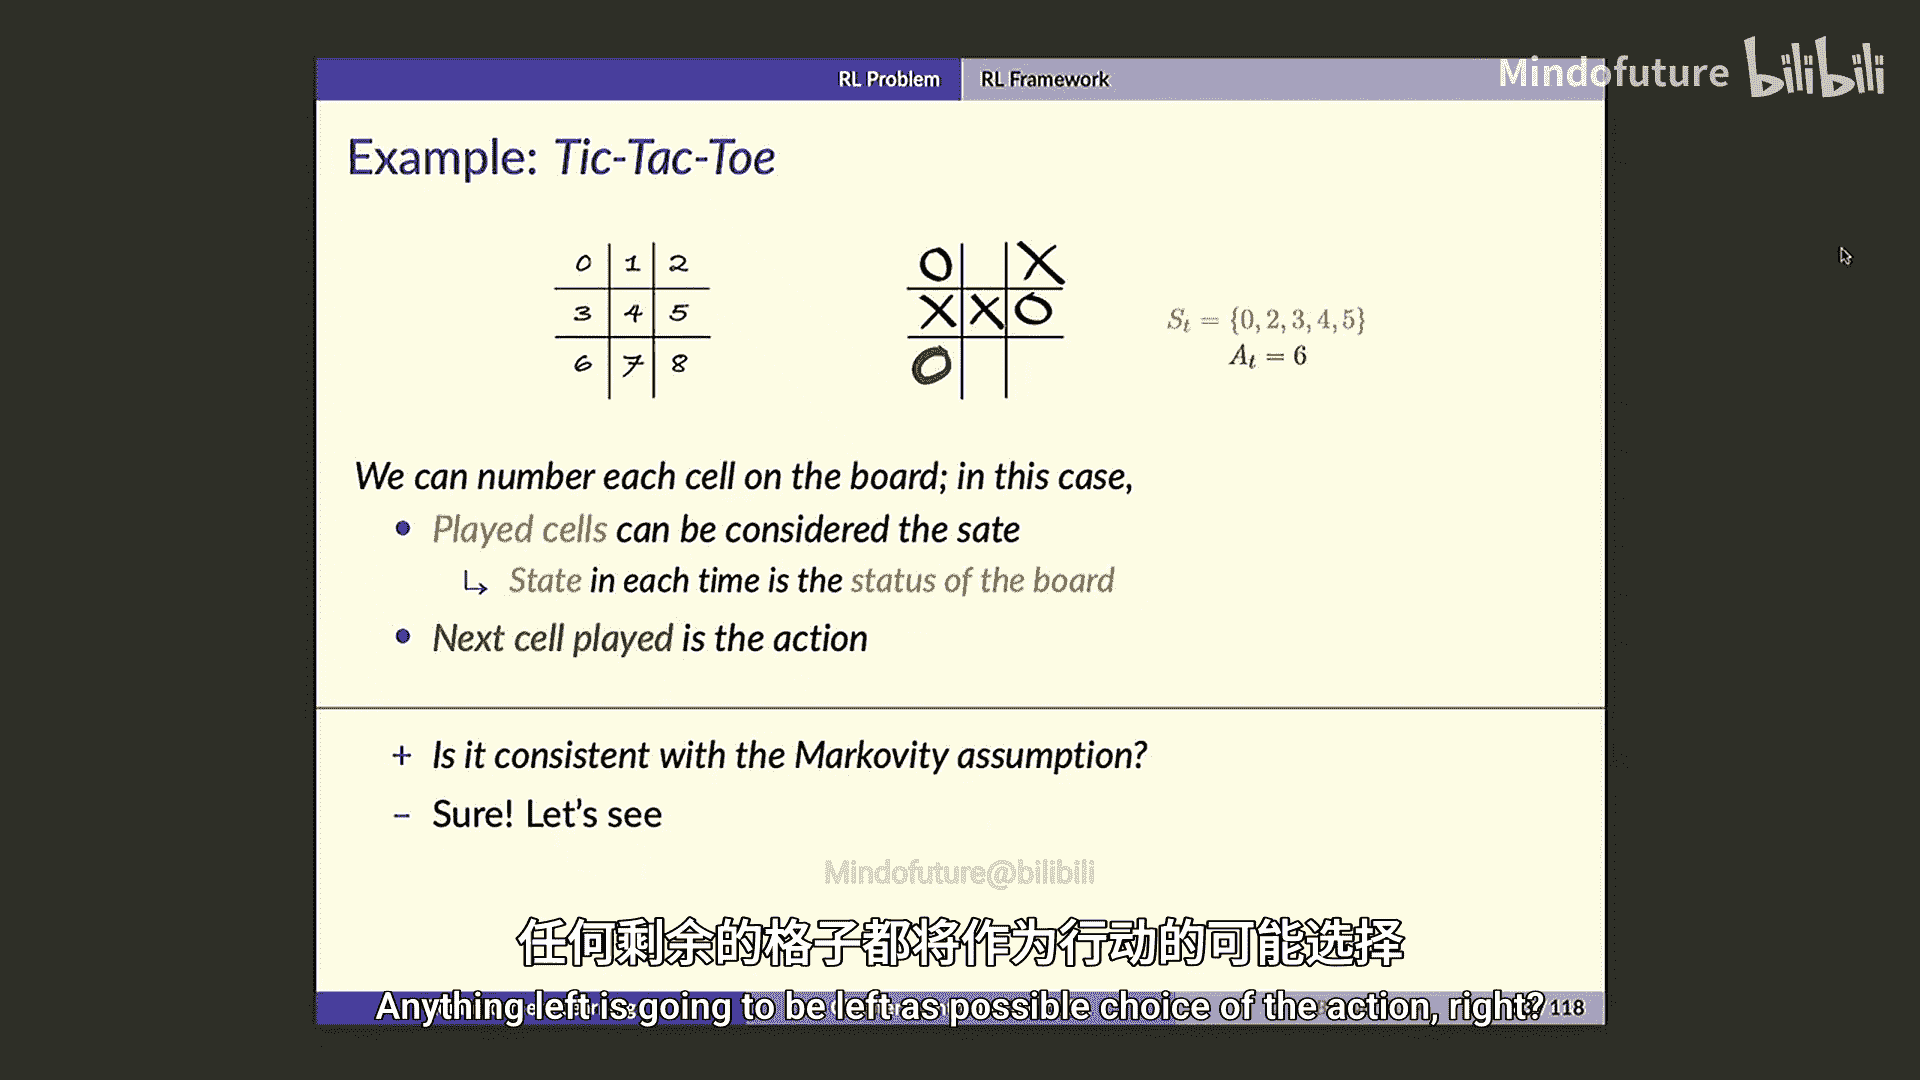 RL Problem RL Framework
Mindofuture bilibili
Example: Tic-Tac-Toe
0 1 2 O X
3 4 5 X X O
6 7 8 O
S_t = {0, 2, 3, 4, 5}
A_t = 6
We can number each cell on the board; in this case,
• Played cells can be considered the sate
↳ State in each time is the status of the board
• Next cell played is the action
+ Is it consistent with the Markovity assumption?
– Sure! Let's see
Mindofuture@bilibili
任何剩余的格子都将作为行动的可能选择
Anything left is going to be left as possible choice of the action, right?
/ 118